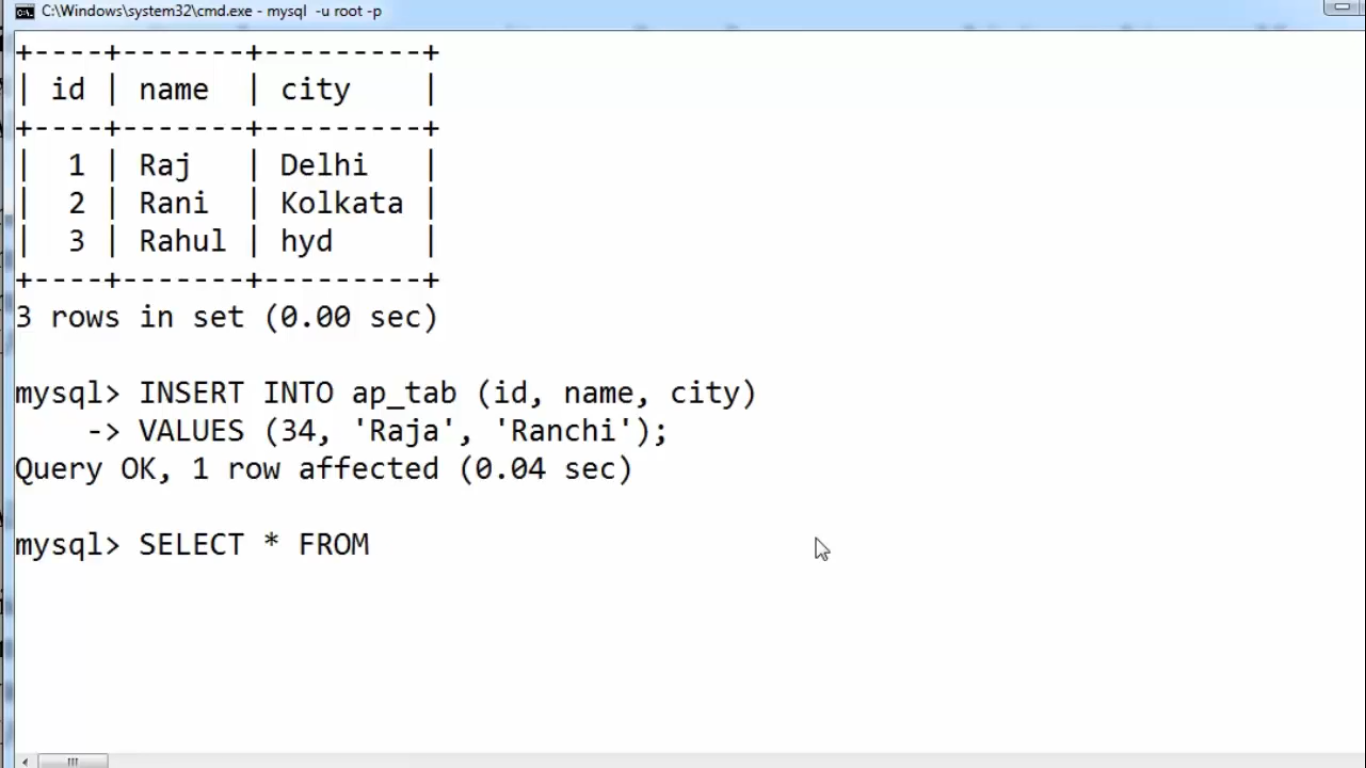 C:\Windows\system32\cmd.exe - mysql  -u root -p
+----+-------+---------+
| id | name  | city    |
+----+-------+---------+
|  1 | Raj   | Delhi   |
|  2 | Rani  | Kolkata |
|  3 | Rahul | hyd     |
+----+-------+---------+
3 rows in set (0.00 sec)
mysql> INSERT INTO ap_tab (id, name, city)
    -> VALUES (34, 'Raja', 'Ranchi');
Query OK, 1 row affected (0.04 sec)
mysql> SELECT * FROM